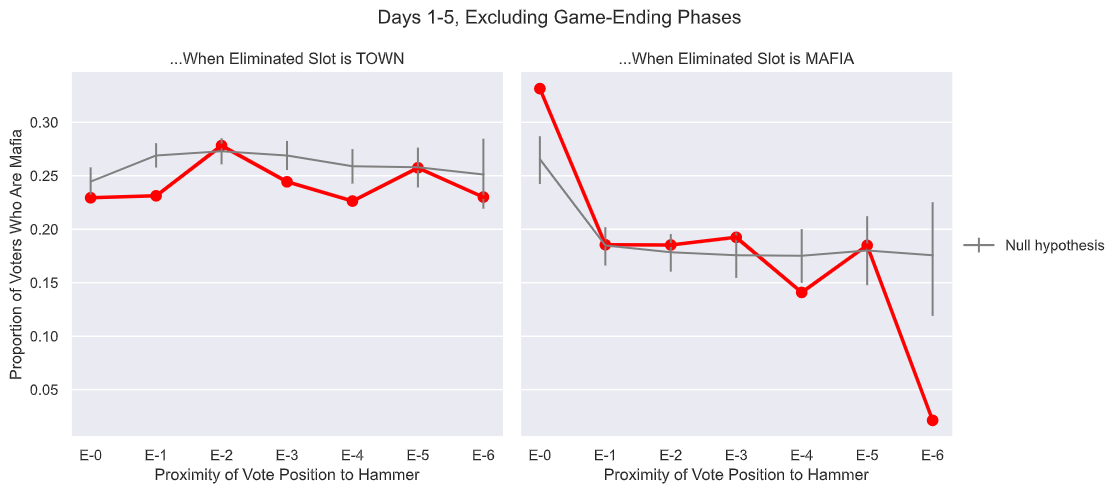 Days 1-5, Excluding Game-Ending Phases
...When Eliminated Slot is TOWN
...When Eliminated Slot is MAFIA
Proportion of Voters Who Are Mafia
0.30
0.25
0.20
0.15
0.10
0.05
Null hypothesis
E-0 E-1 E-2 E-3 E-4 E-5 E-6
E-0 E-1 E-2 E-3 E-4 E-5 E-6
Proximity of Vote Position to Hammer
Proximity of Vote Position to Hammer